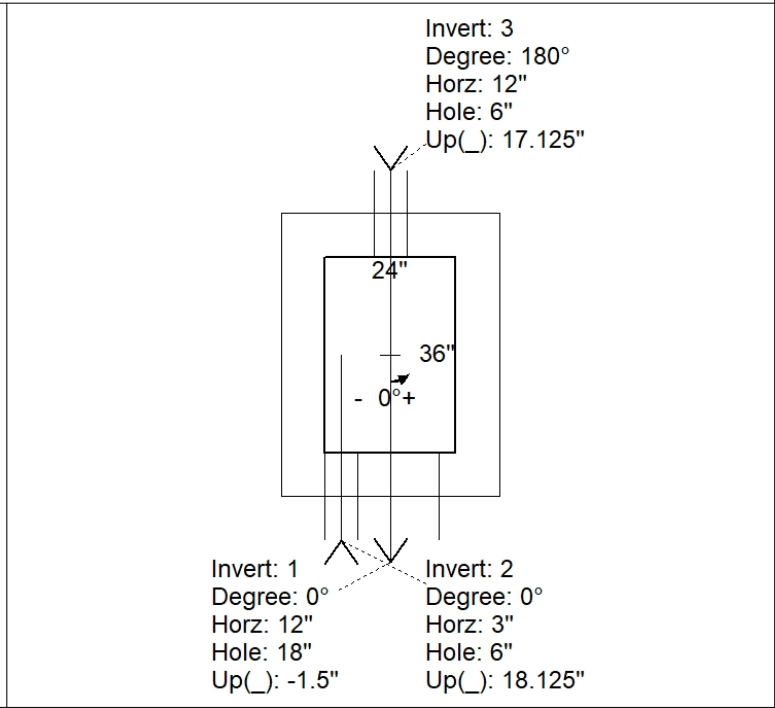 Invert: 3
Degree: 180°
Horz: 12"
Hole: 6"
Up(_): 17.125"
24"
36"
- 0°+
Invert: 1
Degree: 0°
Horz: 12"
Hole: 18"
Up(_): -1.5"
Invert: 2
Degree: 0°
Horz: 3"
Hole: 6"
Up(_): 18.125"